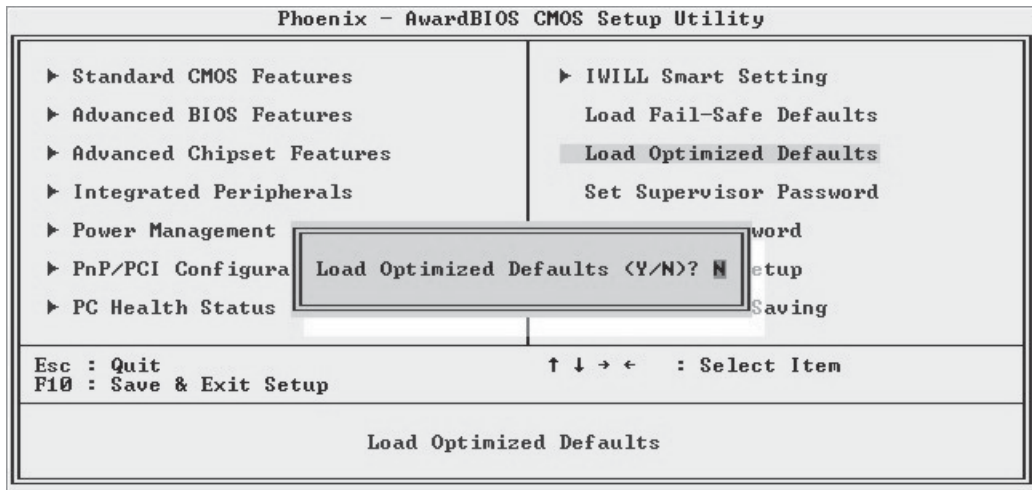 Phoenix - AwardBIOS CMOS Setup Utility
▶ Standard CMOS Features
▶ Advanced BIOS Features
▶ Advanced Chipset Features
▶ Integrated Peripherals
▶ Power Management
▶ PnP/PCI Configura
▶ PC Health Status
▶ IWILL Smart Setting
Load Fail-Safe Defaults
Load Optimized Defaults
Set Supervisor Password
word
etup
Saving
Load Optimized Defaults (Y/N)? N
Esc : Quit
F10 : Save & Exit Setup
↑ ↓ → ← : Select Item
Load Optimized Defaults